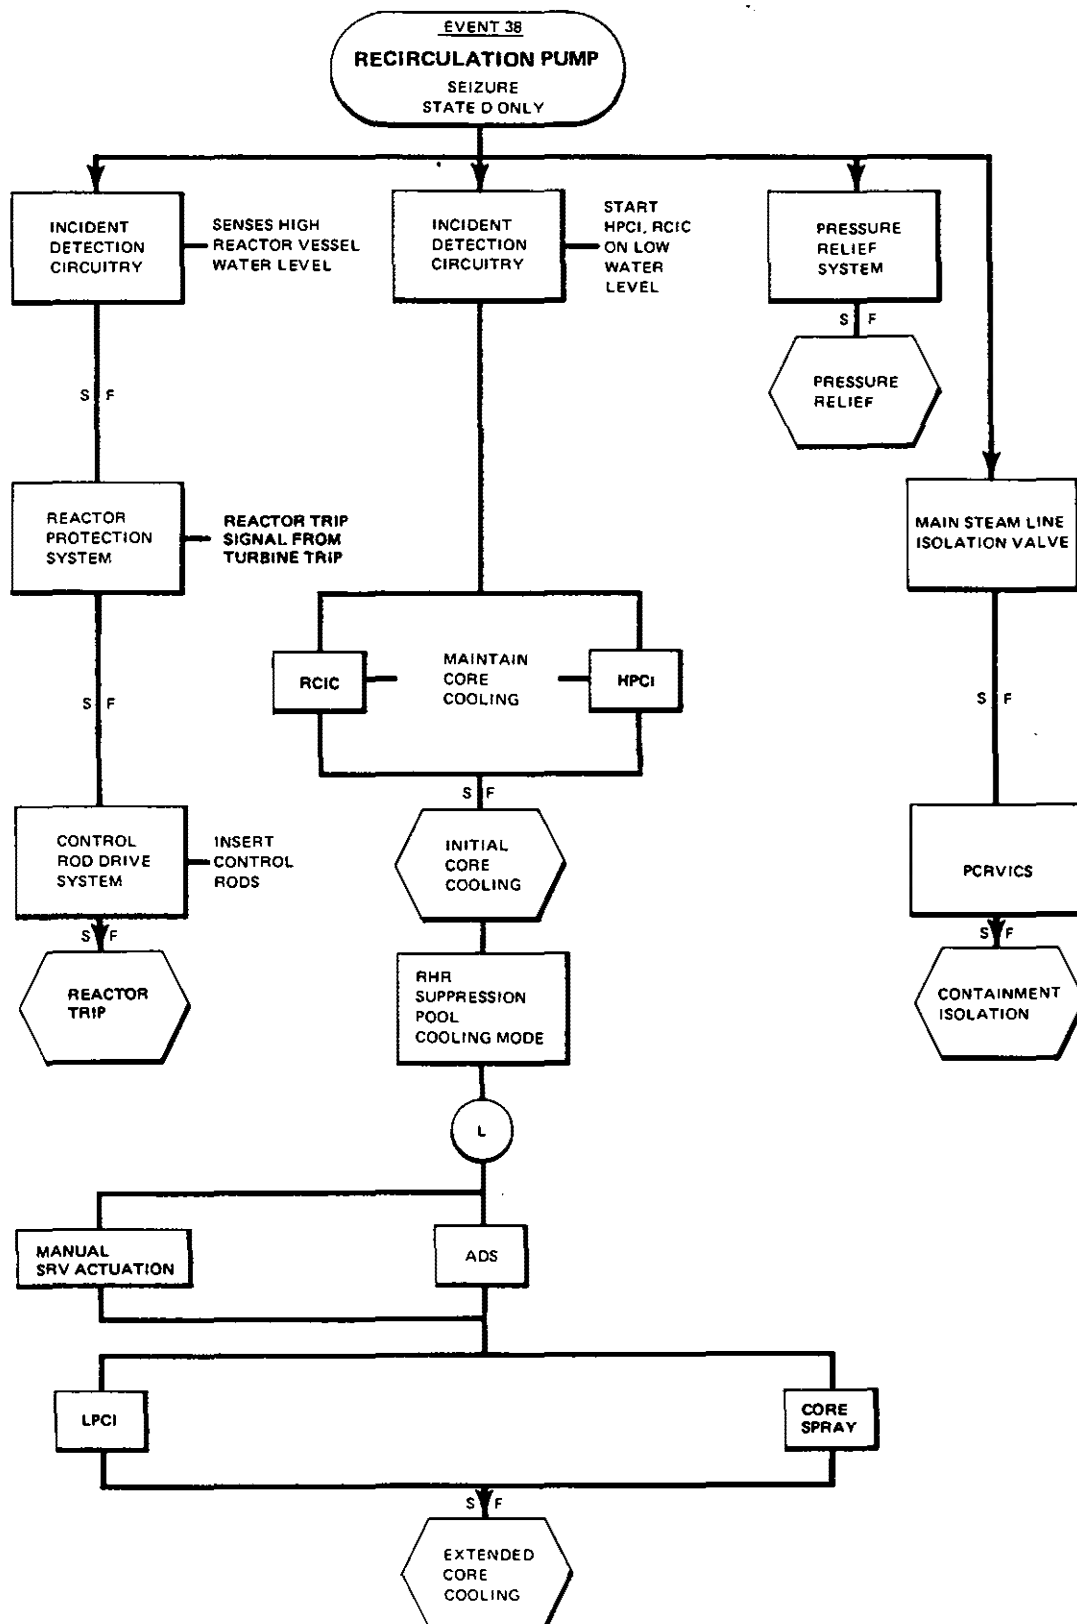 EVENT 38
RECIRCULATION PUMP
SEIZURE
STATE D ONLY
INCIDENT
DETECTION
CIRCUITRY
SENSES HIGH
REACTOR VESSEL
WATER LEVEL
INCIDENT
DETECTION
CIRCUITRY
START
HPCI, RCIC
ON LOW
WATER
LEVEL
PRESSURE
RELIEF
SYSTEM
S F
PRESSURE
RELIEF
S F
REACTOR
PROTECTION
SYSTEM
REACTOR TRIP
SIGNAL FROM
TURBINE TRIP
MAIN STEAM LINE
ISOLATION VALVE
RCIC
MAINTAIN
CORE
COOLING
HPCI
S F
S F
S F
CONTROL
ROD DRIVE
SYSTEM
INSERT
CONTROL
RODS
INITIAL
CORE
COOLING
PCRVICS
S F
S F
REACTOR
TRIP
RHR
SUPPRESSION
POOL
COOLING MODE
CONTAINMENT
ISOLATION
L
MANUAL
SRV ACTUATION
ADS
LPCI
CORE
SPRAY
S F
EXTENDED
CORE
COOLING